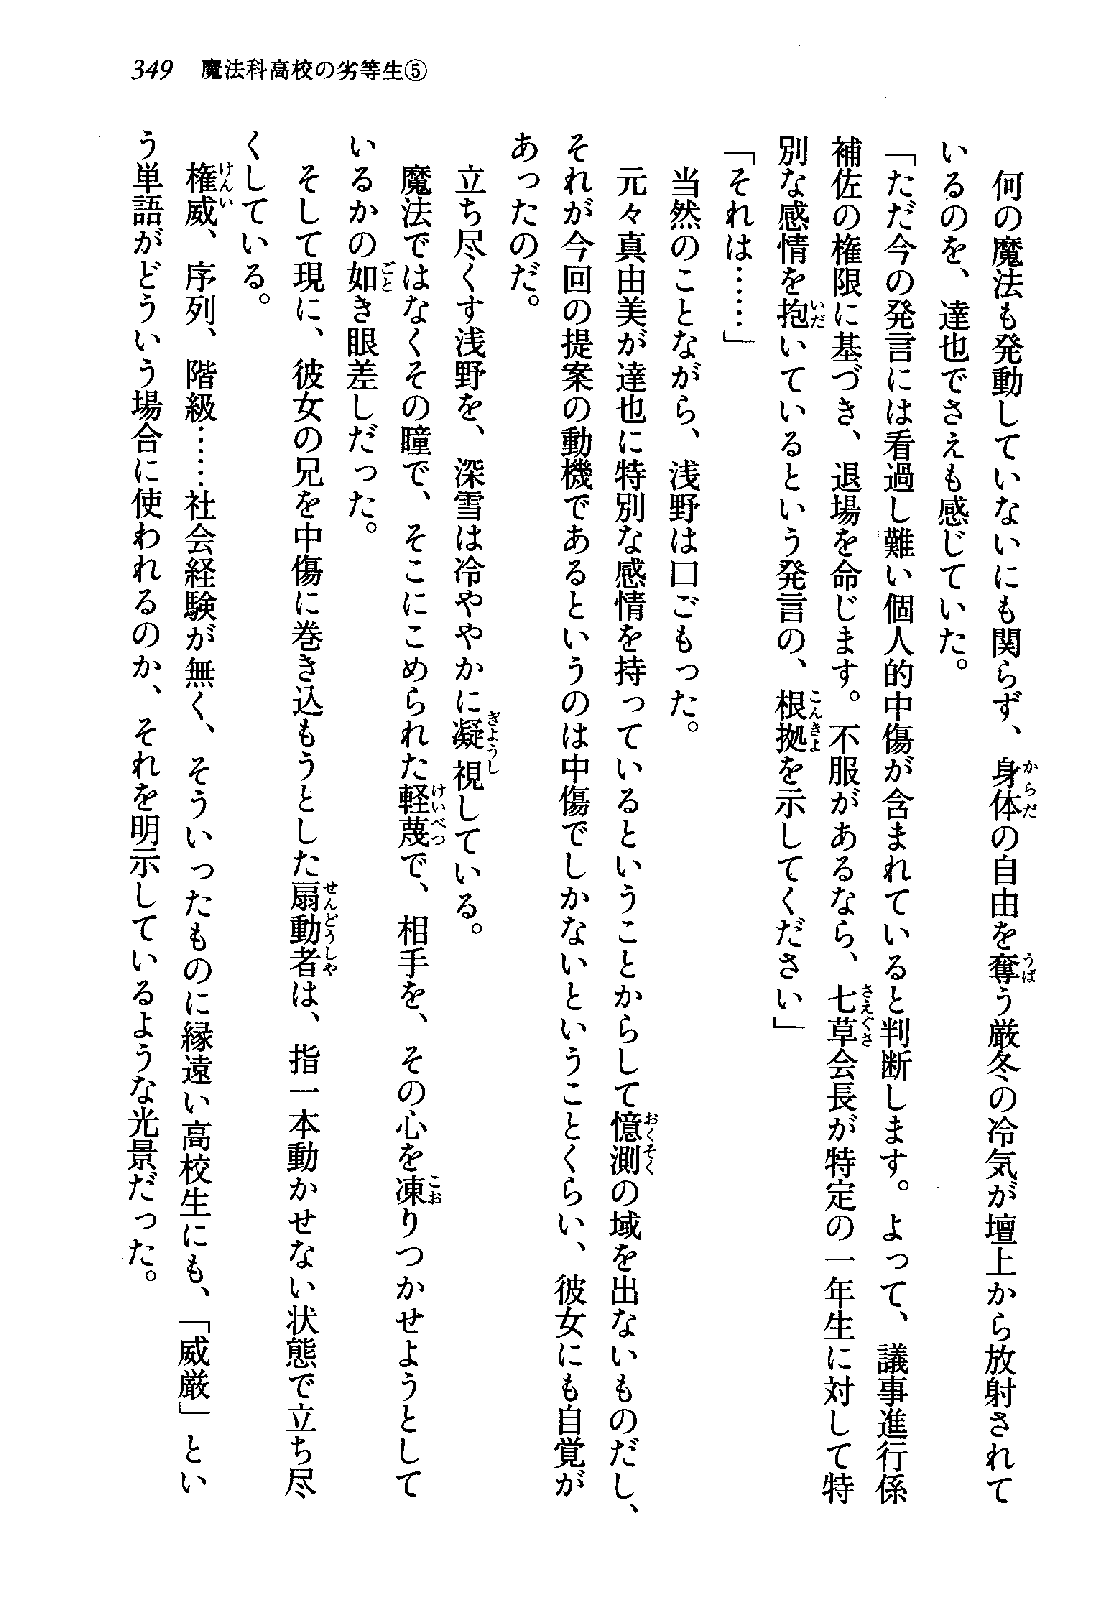 349 魔法科高校の劣等生⑤
何の魔法も発動していないにも関らず、身体の自由を奪う厳冬の冷気が壇上から放射されて
いるのを、達也でさえも感じていた。
「ただ今の発言には看過し難い個人的中傷が含まれていると判断します。よって、議事進行係
補佐の権限に基づき、退場を命じます。不服があるなら、七草会長が特定の一年生に対して特
別な感情を抱いているという発言の、根拠を示してください」
「それは……」
当然のことながら、浅野は口ごもった。
元々真由美が達也に特別な感情を持っているということからして憶測の域を出ないものだし、
それが今回の提案の動機であるというのは中傷でしかないということくらい、彼女にも自覚が
あったのだ。
立ち尽くす浅野を、深雪は冷ややかに凝視している。
魔法ではなくその瞳で、そこにこめられた軽蔑で、相手を、その心を凍りつかせようとして
いるかの如き眼差しだった。
そして現に、彼女の兄を中傷に巻き込もうとした扇動者は、指一本動かせない状態で立ち尽
くしている。
権威、序列、階級……社会経験が無く、そういったものに縁遠い高校生にも、「威厳」とい
う単語がどういう場合に使われるのか、それを明示しているような光景だった。